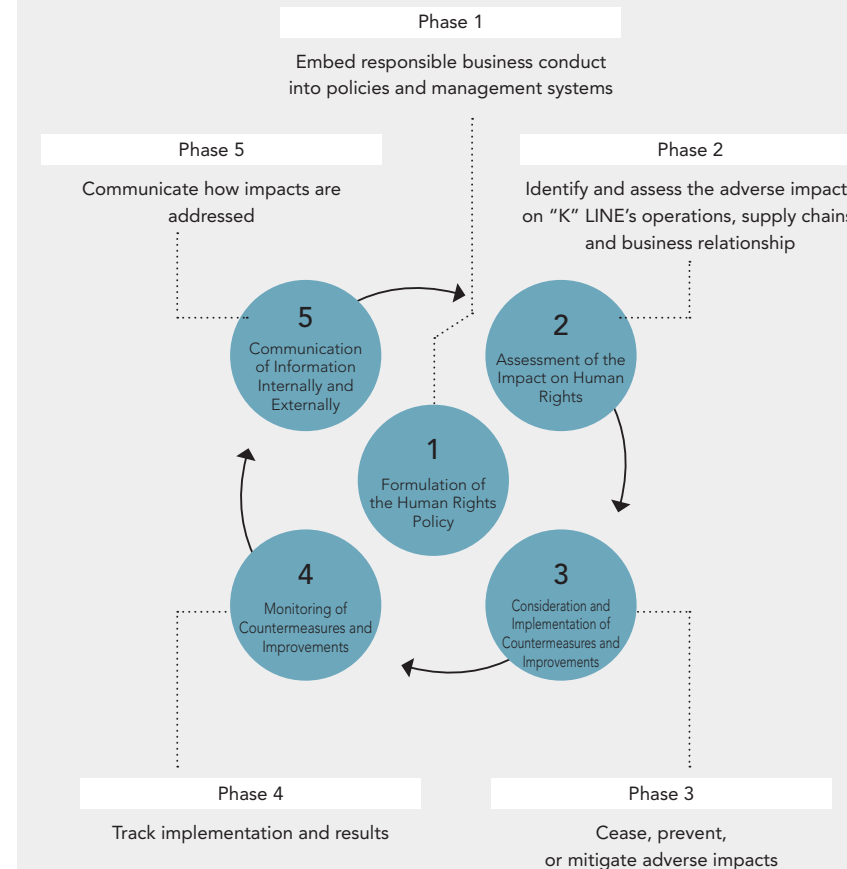 Phase 1
Embed responsible business conduct
into policies and management systems
Phase 5
Communicate how impacts are
addressed
Phase 2
Identify and assess the adverse impact
on “K” LINE’s operations, supply chains
and business relationship
5
Communication
of Information
Internally and
Externally
2
Assessment of the
Impact on Human
Rights
1
Formulation of
the Human Rights
Policy
4
Monitoring of
Countermeasures and
Improvements
3
Consideration and
Implementation of
Countermeasures and
Improvements
Phase 4
Track implementation and results
Phase 3
Cease, prevent,
or mitigate adverse impacts